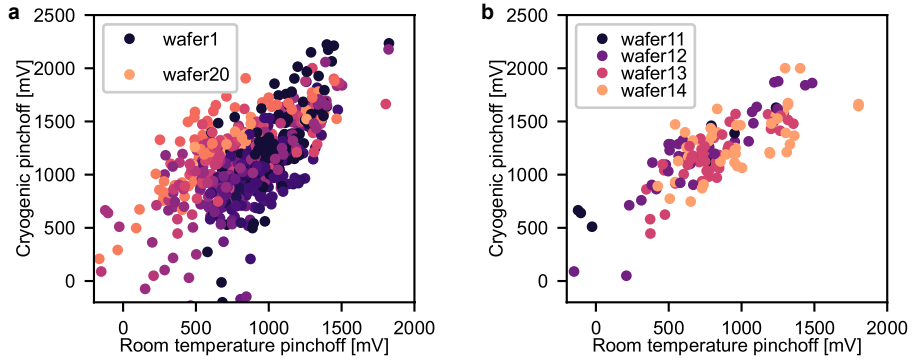 a
2500
2000
1500
1000
500
0
Cryogenic pinchoff [mV]
wafer1
wafer20
0 500 1000 1500 2000
Room temperature pinchoff [mV]
b
2500
2000
1500
1000
500
0
Cryogenic pinchoff [mV]
wafer11
wafer12
wafer13
wafer14
0 500 1000 1500 2000
Room temperature pinchoff [mV]